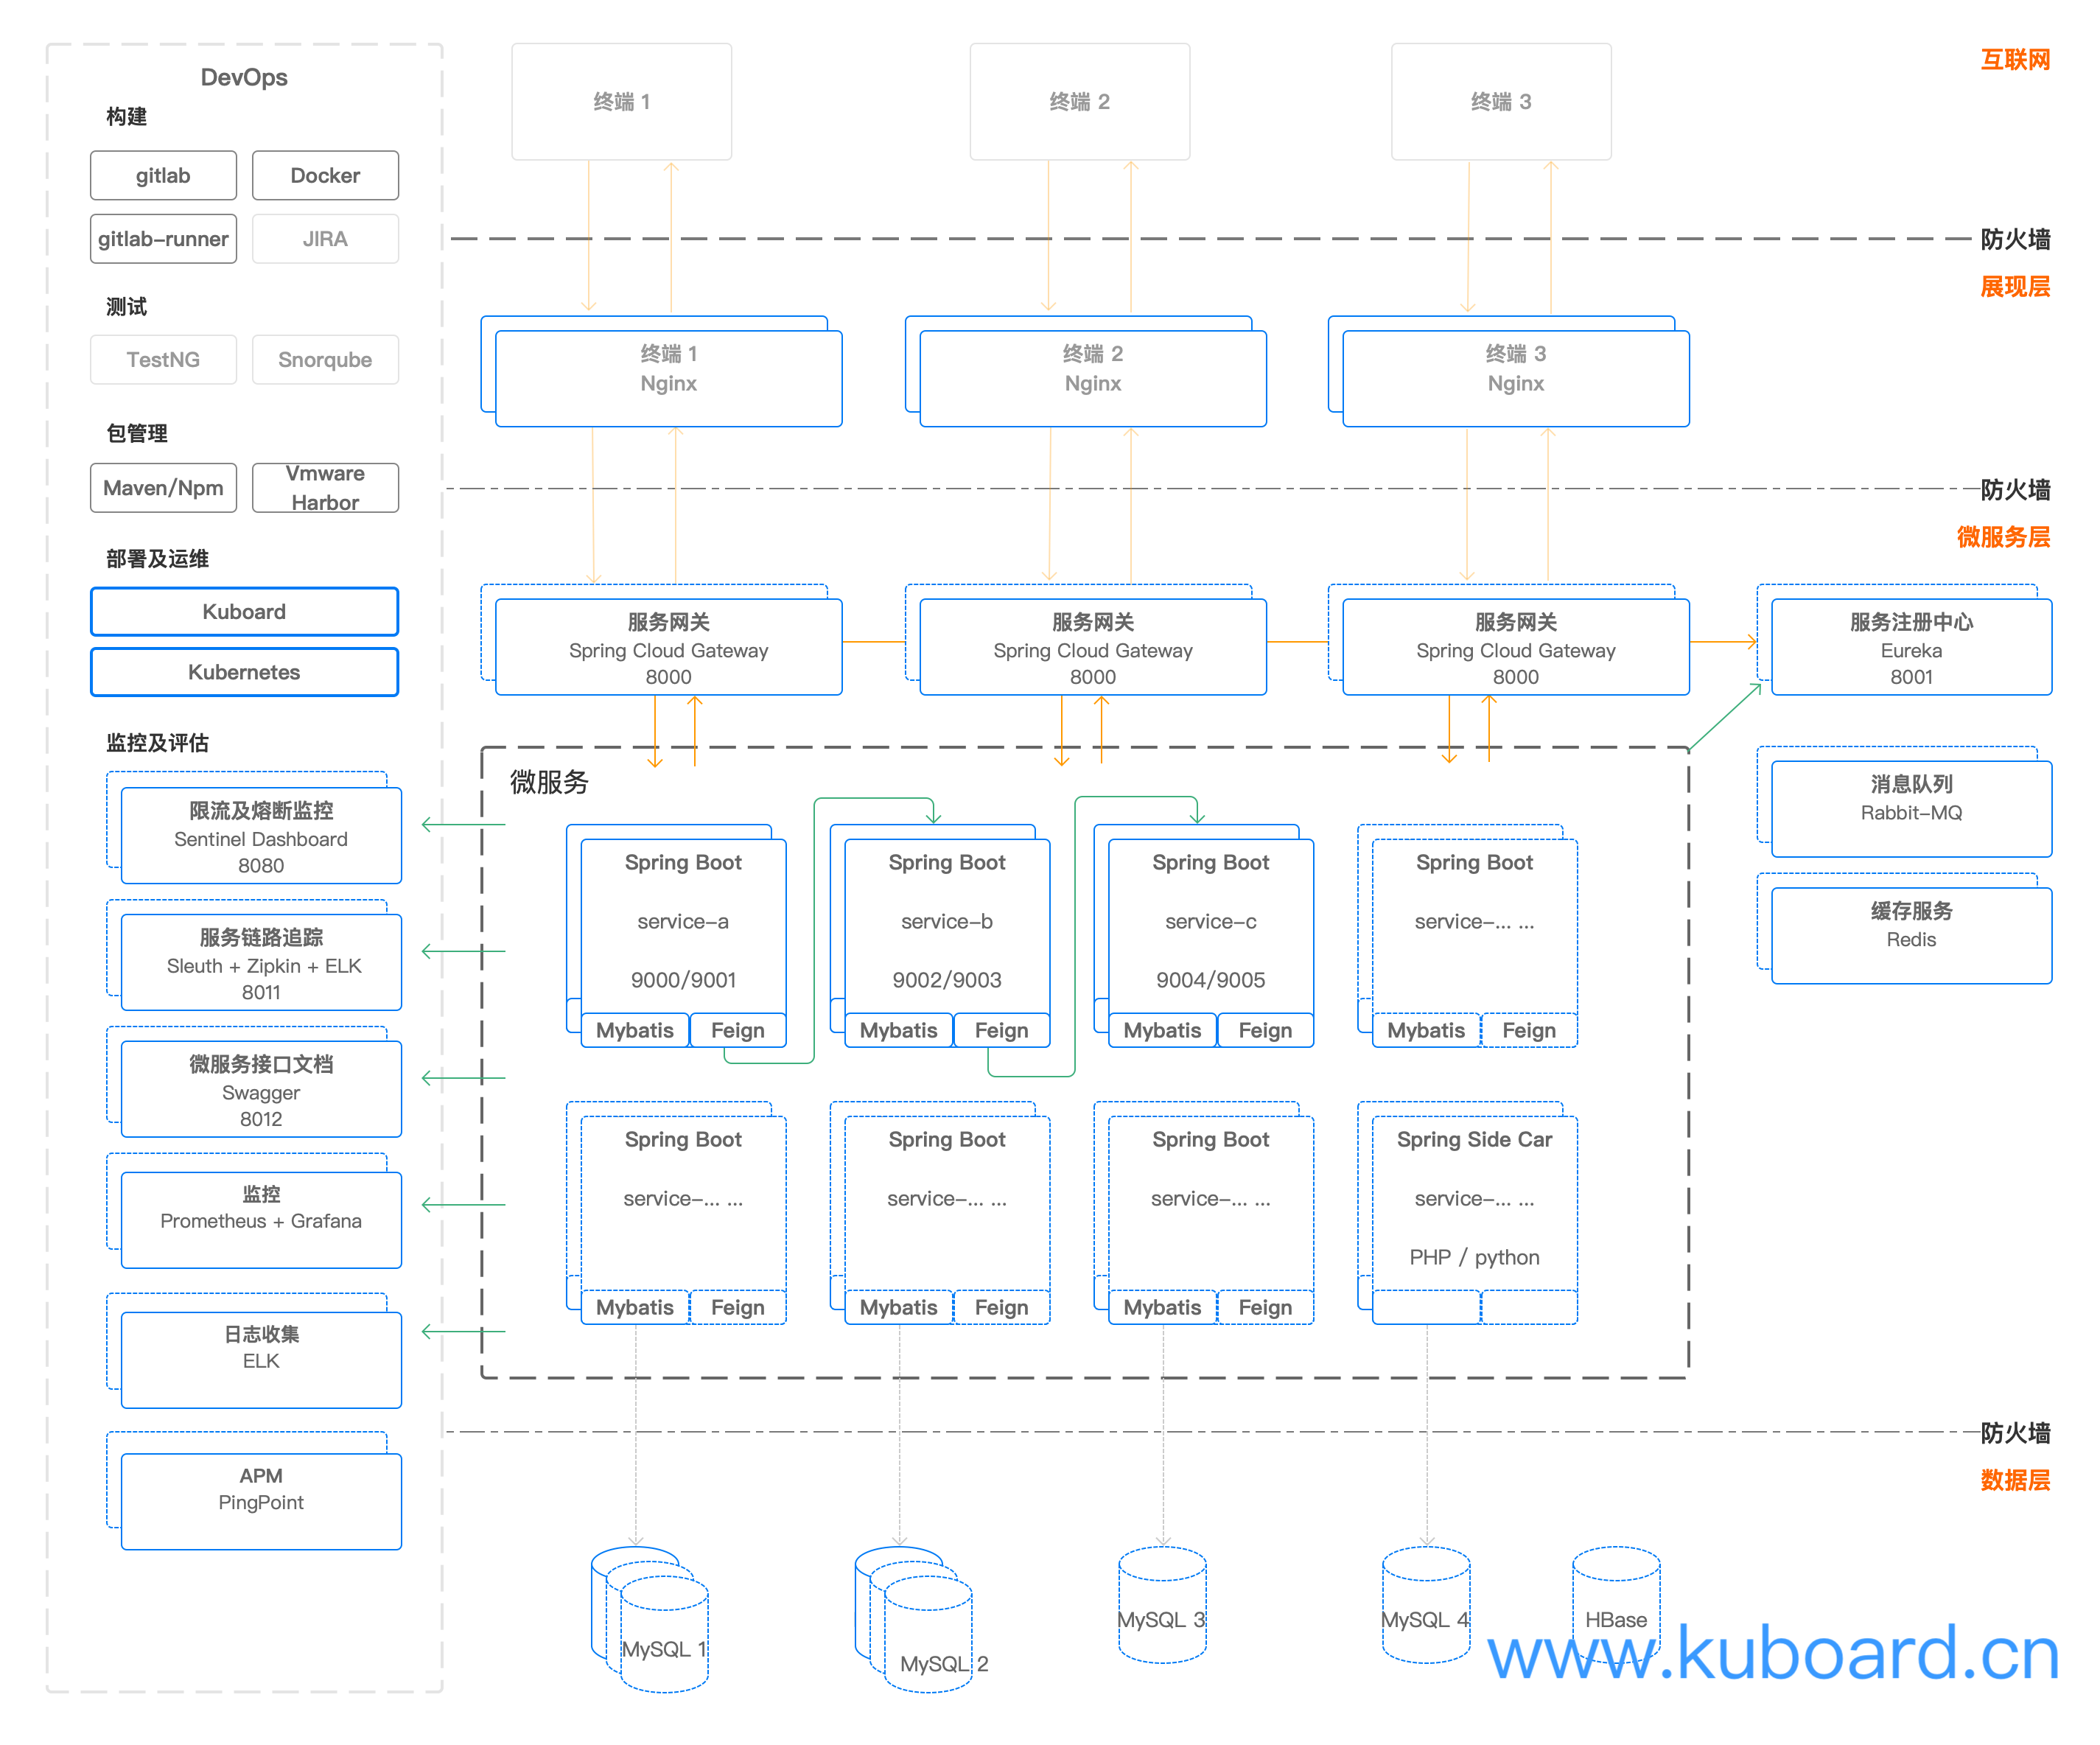 DevOps
构建
gitlab
Docker
gitlab-runner
JIRA
测试
TestNG
Snorqube
包管理
Maven/Npm
Vmware
Harbor
部署及运维
Kuboard
Kubernetes
监控及评估
限流及熔断监控
Sentinel Dashboard
8080
服务链路追踪
Sleuth + Zipkin + ELK
8011
微服务接口文档
Swagger
8012
监控
Prometheus + Grafana
日志收集
ELK
APM
PingPoint
互联网
终端 1
终端 2
终端 3
防火墙
展现层
终端 1
Nginx
终端 2
Nginx
终端 3
Nginx
防火墙
微服务层
服务网关
Spring Cloud Gateway
8000
服务网关
Spring Cloud Gateway
8000
服务网关
Spring Cloud Gateway
8000
服务注册中心
Eureka
8001
消息队列
Rabbit-MQ
缓存服务
Redis
微服务
Spring Boot
service-a
9000/9001
Mybatis
Feign
Spring Boot
service-b
9002/9003
Mybatis
Feign
Spring Boot
service-c
9004/9005
Mybatis
Feign
Spring Boot
service-... ...
Mybatis
Feign
Spring Boot
service-... ...
Mybatis
Feign
Spring Boot
service-... ...
Mybatis
Feign
Spring Boot
service-... ...
Mybatis
Feign
Spring Side Car
service-... ...
PHP / python
防火墙
数据层
MySQL 1
MySQL 2
MySQL 3
MySQL 4
HBase
www.kuboard.cn